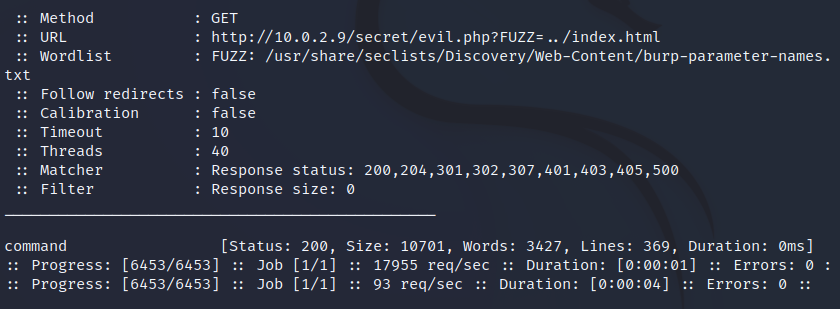 :: Method           : GET
:: URL              : http://10.0.2.9/secret/evil.php?FUZZ=../index.html
:: Wordlist         : FUZZ: /usr/share/seclists/Discovery/Web-Content/burp-parameter-names.
txt
:: Follow redirects : false
:: Calibration      : false
:: Timeout          : 10
:: Threads          : 40
:: Matcher          : Response status: 200,204,301,302,307,401,403,405,500
:: Filter           : Response size: 0
________________________________________________
command                 [Status: 200, Size: 10701, Words: 3427, Lines: 369, Duration: 0ms]
:: Progress: [6453/6453] :: Job [1/1] :: 17955 req/sec :: Duration: [0:00:01] :: Errors: 0 :
:: Progress: [6453/6453] :: Job [1/1] :: 93 req/sec :: Duration: [0:00:04] :: Errors: 0 ::